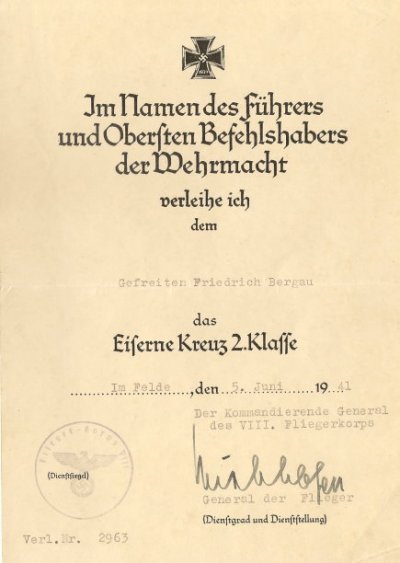 Im Namen des Führers
und Obersten Befehlshabers
der Wehrmacht
verleihe ich
dem
Gefreiten Friedrich Bergau
das
Eiserne Kreuz 2. Klasse
Im Felde, den 5. Juni 1941
Der Kommandierende General
des VIII. Fliegerkorps
General der Flieger
(Dienstgrad und Dienststellung)
(Dienstsiegel)
Verl.Nr. 2963